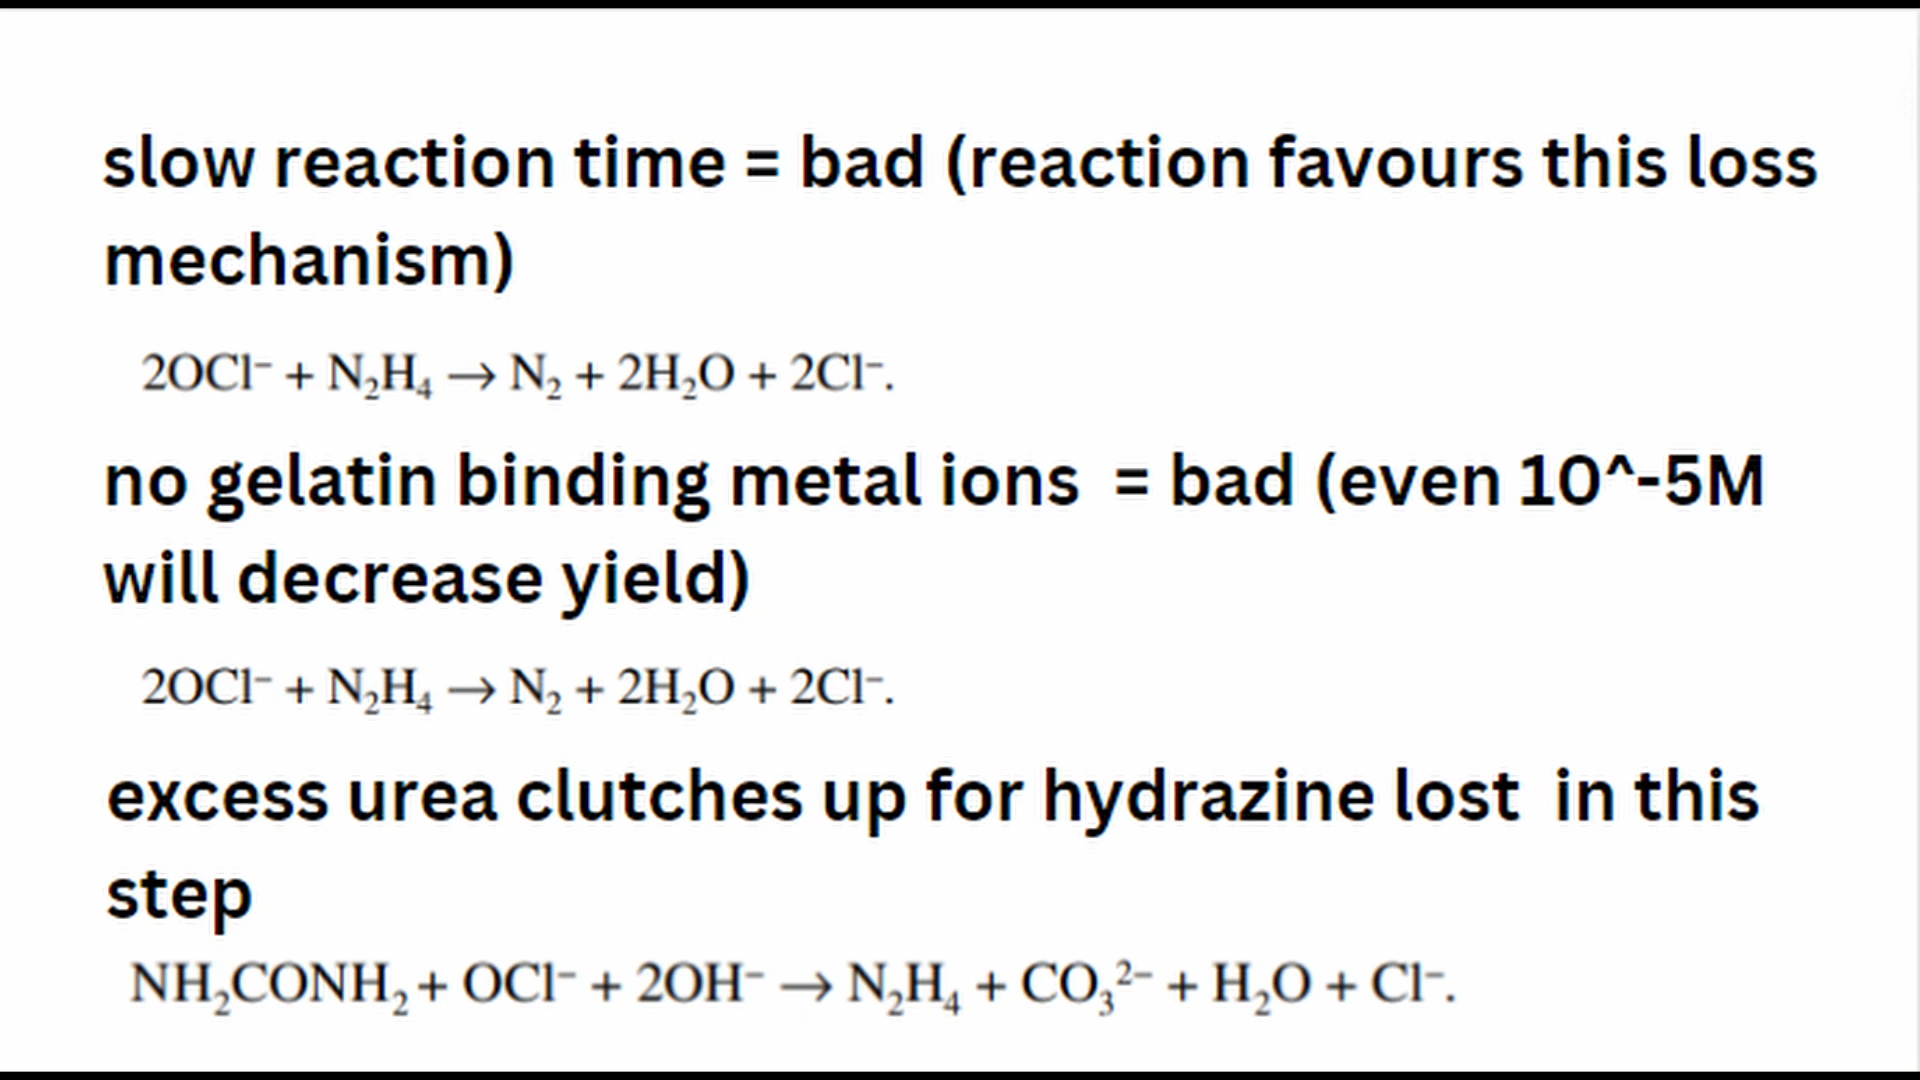 slow reaction time = bad (reaction favours this loss
mechanism)
2OCl⁻ + N₂H₄ → N₂ + 2H₂O + 2Cl⁻.
no gelatin binding metal ions = bad (even 10^-5M
will decrease yield)
2OCl⁻ + N₂H₄ → N₂ + 2H₂O + 2Cl⁻.
excess urea clutches up for hydrazine lost in this
step
NH₂CONH₂ + OCl⁻ + 2OH⁻ → N₂H₄ + CO₃²⁻ + H₂O + Cl⁻.